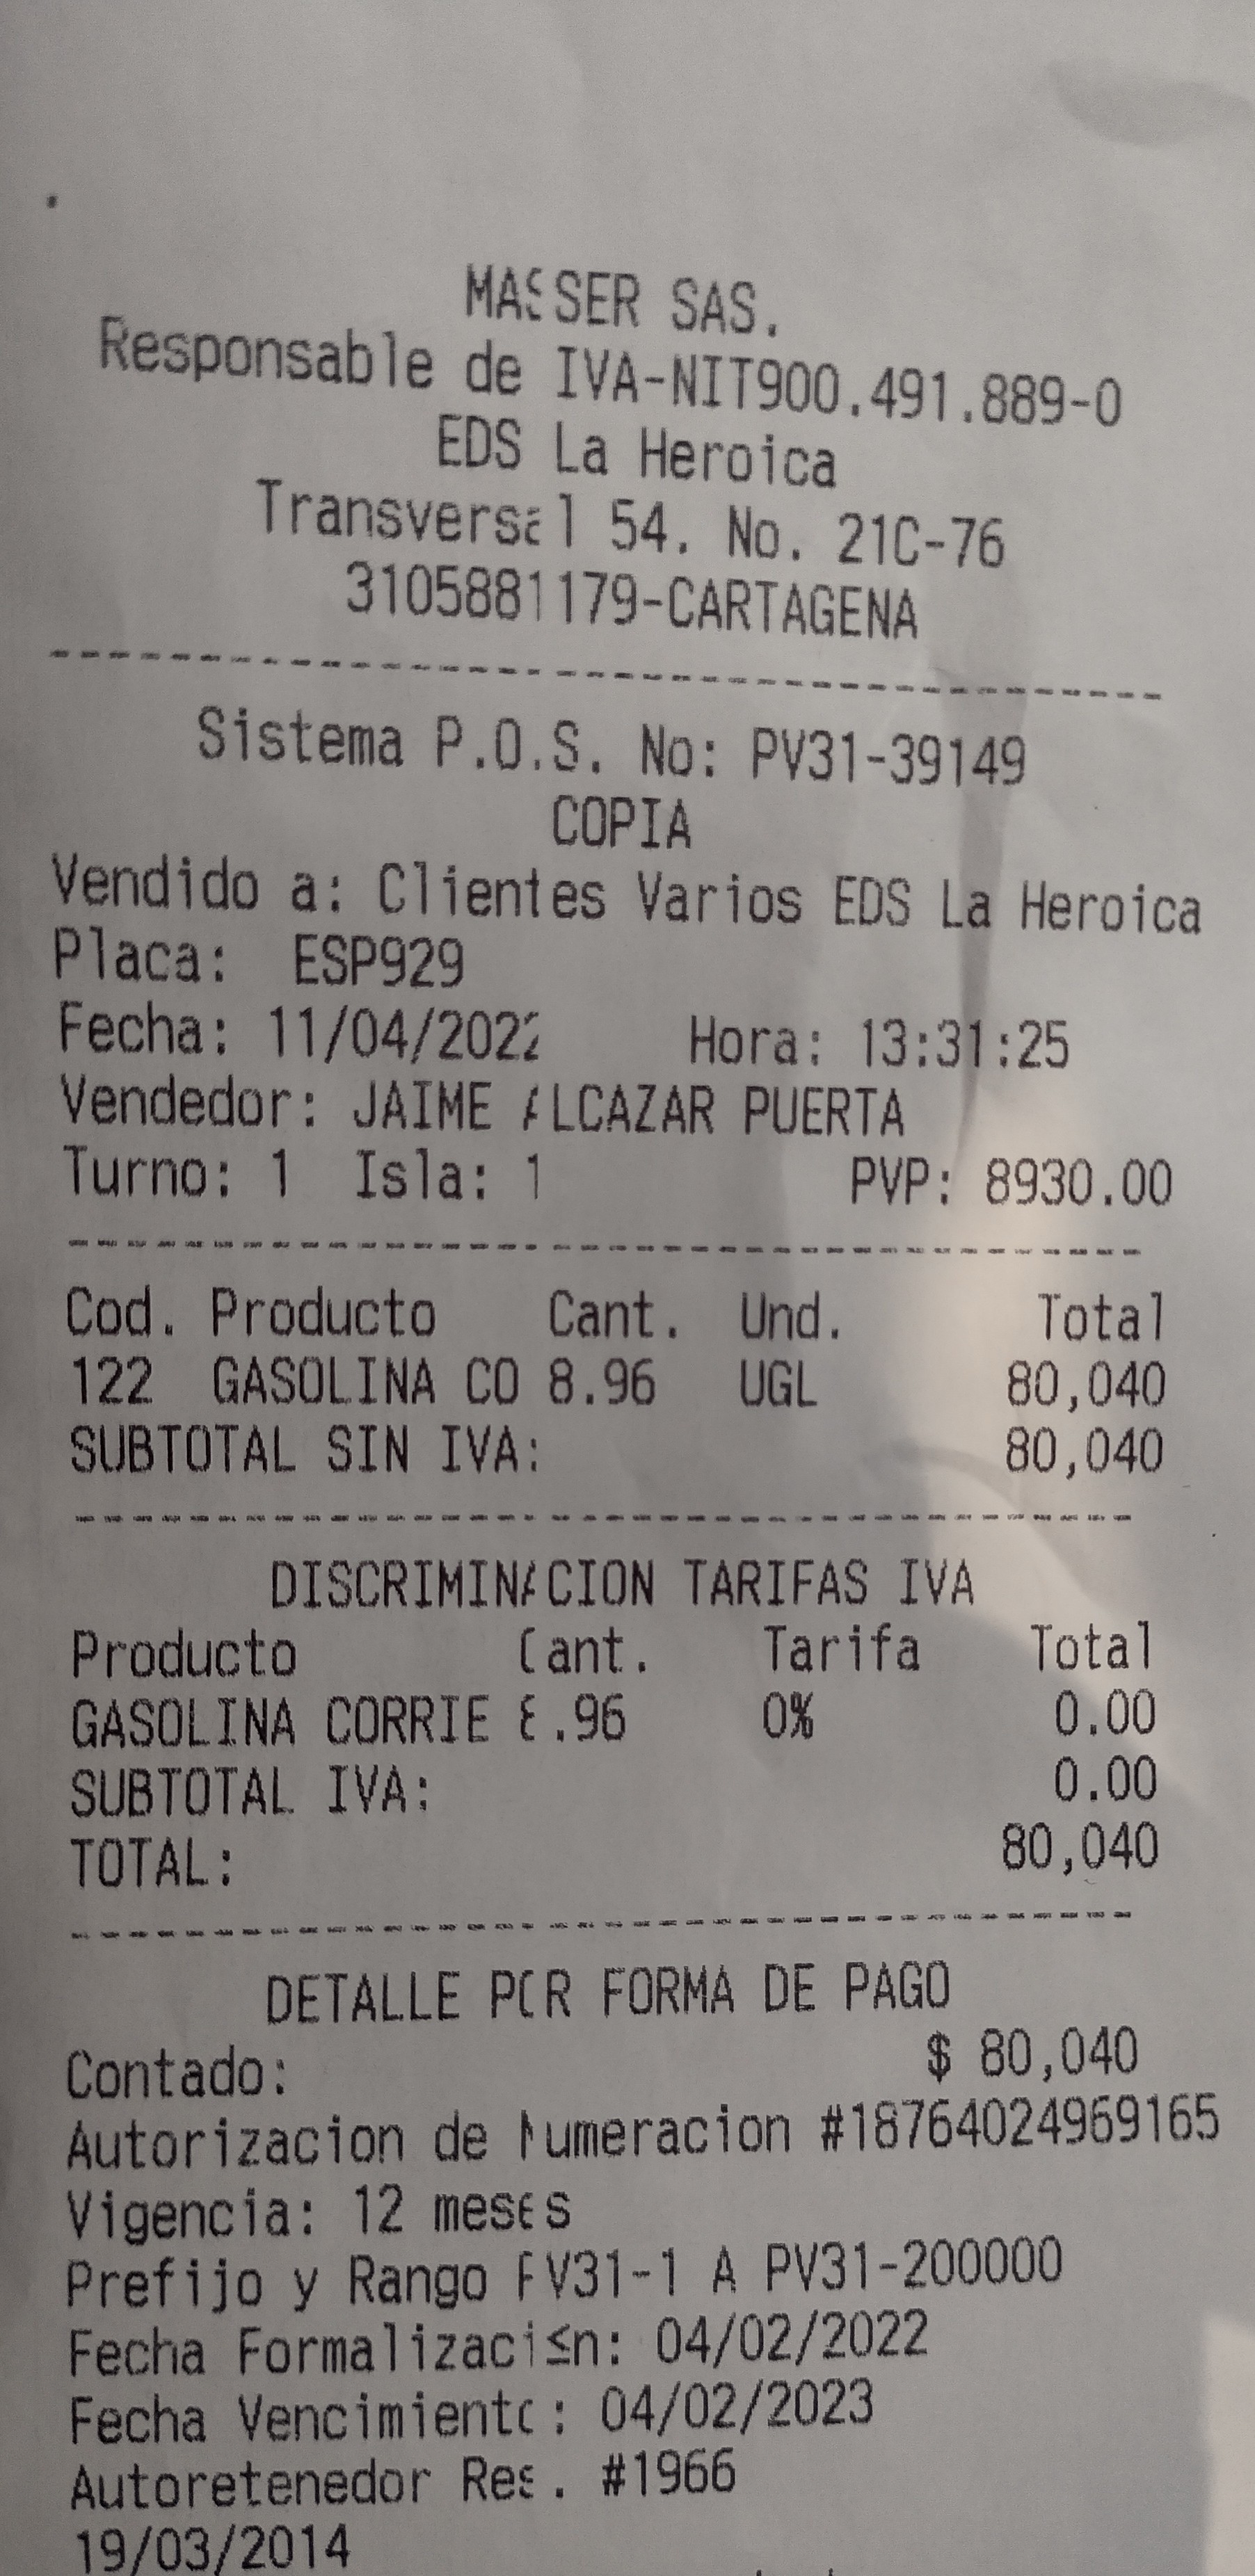 MASSER SAS.
Responsable de IVA-NIT900.491.889-0
EDS La Heroica
Transversal 54. No. 21C-76
3105881179-CARTAGENA
Sistema P.O.S. No: PV31-39149
COPIA
Vendido a: Clientes Varios EDS La Heroica
Placa: ESP929
Fecha: 11/04/2022 Hora: 13:31:25
Vendedor: JAIME ALCAZAR PUERTA
Turno: 1 Isla: 1 PVP: 8930.00
Cod. Producto Cant. Und. Total
122 GASOLINA CO 8.96 UGL 80,040
SUBTOTAL SIN IVA: 80,040
DISCRIMINACION TARIFAS IVA
Producto Cant. Tarifa Total
GASOLINA CORRIE 8.96 0% 0.00
SUBTOTAL IVA: 0.00
TOTAL: 80,040
DETALLE POR FORMA DE PAGO
Contado: $ 80,040
Autorizacion de Numeracion #18764024969165
Vigencia: 12 meses
Prefijo y Rango PV31-1 A PV31-200000
Fecha Formalizaci≤n: 04/02/2022
Fecha Vencimiento: 04/02/2023
Autoretenedor Res. #1966
19/03/2014